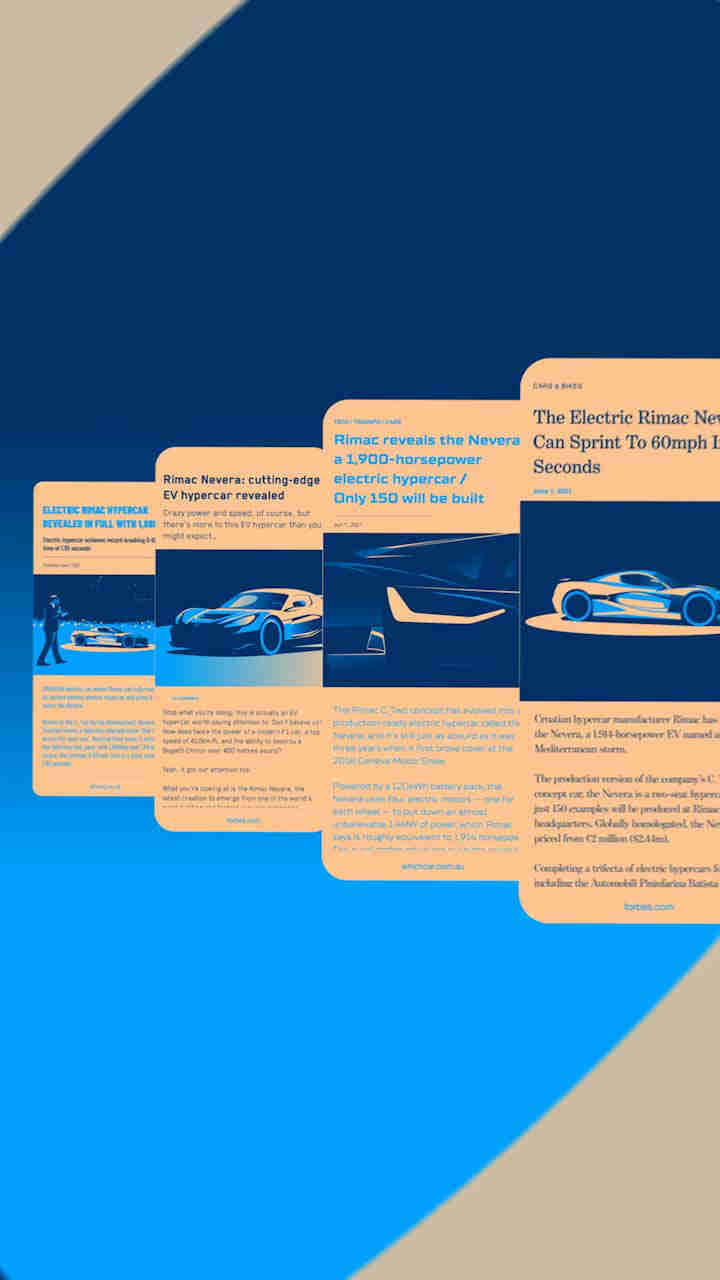 ELECTRIC RIMAC HYPERCAR
REVEALED IN FULL WITH
Electric hypercar achieves record-breaking
time of 1.85 seconds
Rimac Nevera: cutting-edge
EV hypercar revealed
Crazy power and speed, of course, but
there's more to this EV hypercar than you
might expect...
Stop what you're doing, this is actually an EV
hypercar worth paying attention to. Don't believe us?
How does twice the power of a modern F1 car, a top
speed of 412km/h, and the ability to destroy a
Bugatti Chiron over 400 metres sound?
Yeah, it got our attention too.
What you're looking at is the Rimac Nevera, the
latest creation to emerge from one of the world's
forbes.com
TECH / TRANSPO / CARS
Rimac reveals the Nevera
a 1,900-horsepower
electric hypercar /
Only 150 will be built
Jun 1, 2021
The Rimac C_Two concept has evolved into
production-ready electric hypercar called the
Nevera, and it's still just as absurd as it was
three years when it first broke cover at the
2018 Geneva Motor Show.
Powered by a 120kWh battery pack, the
Nevera uses four electric motors — one for
each wheel — to put down an almost
unfathomable 1.4MW of power, which Rimac
says is roughly equivalent to 1,914 horsepower
whichcar.com.au
CARS & BIKES
The Electric Rimac Nev
Can Sprint To 60mph I
Seconds
June 1, 2021
Croatian hypercar manufacturer Rimac has
the Nevera, a 1,914-horsepower EV named a
Mediterranean storm.
The production version of the company's C_
concept car, the Nevera is a two-seat hyperca
just 150 examples will be produced at Rimac
headquarters. Globally homologated, the Nev
priced from €2 million ($2.44m).
Completing a trifecta of electric hypercars fo
including the Automobili Pininfarina Batista
forbes.com